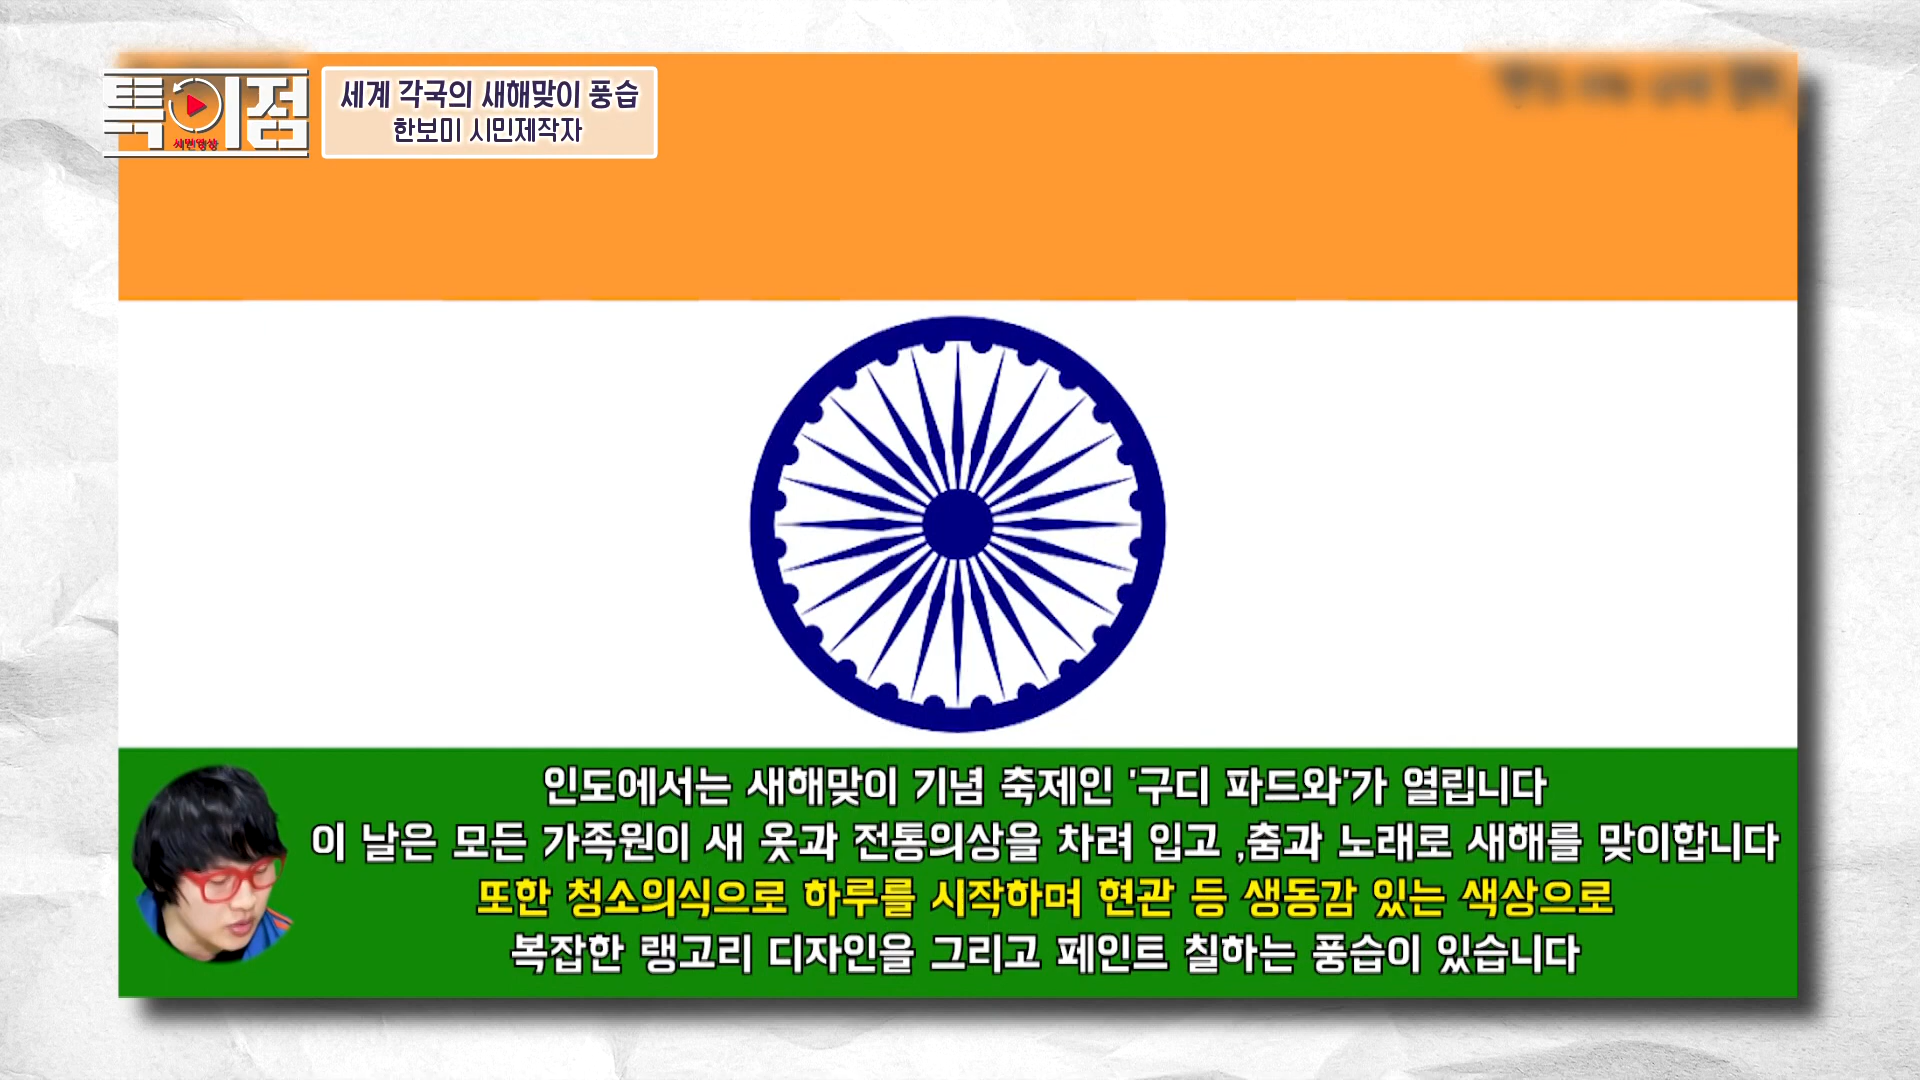 특이점
시민영상
세계 각국의 새해맞이 풍습
한보미 시민제작자
인도에서는 새해맞이 기념 축제인 '구디 파드와'가 열립니다
이 날은 모든 가족원이 새 옷과 전통의상을 차려 입고 ,춤과 노래로 새해를 맞이합니다
또한 청소의식으로 하루를 시작하며 현관 등 생동감 있는 색상으로
복잡한 랭고리 디자인을 그리고 페인트 칠하는 풍습이 있습니다